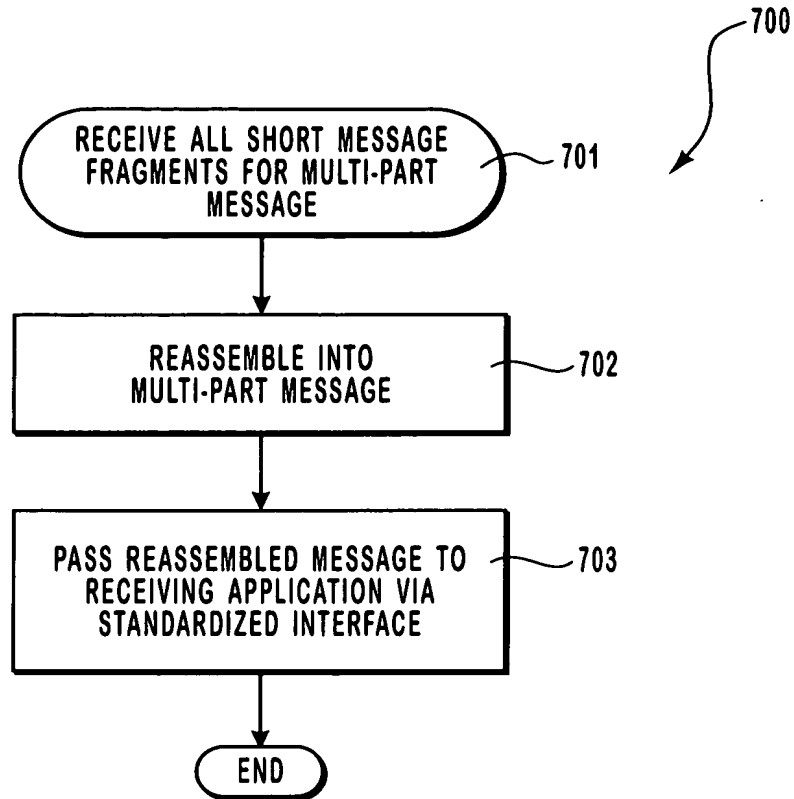 700
RECEIVE ALL SHORT MESSAGE
FRAGMENTS FOR MULTI-PART
MESSAGE
701
REASSEMBLE INTO
MULTI-PART MESSAGE
702
PASS REASSEMBLED MESSAGE TO
RECEIVING APPLICATION VIA
STANDARDIZED INTERFACE
703
END